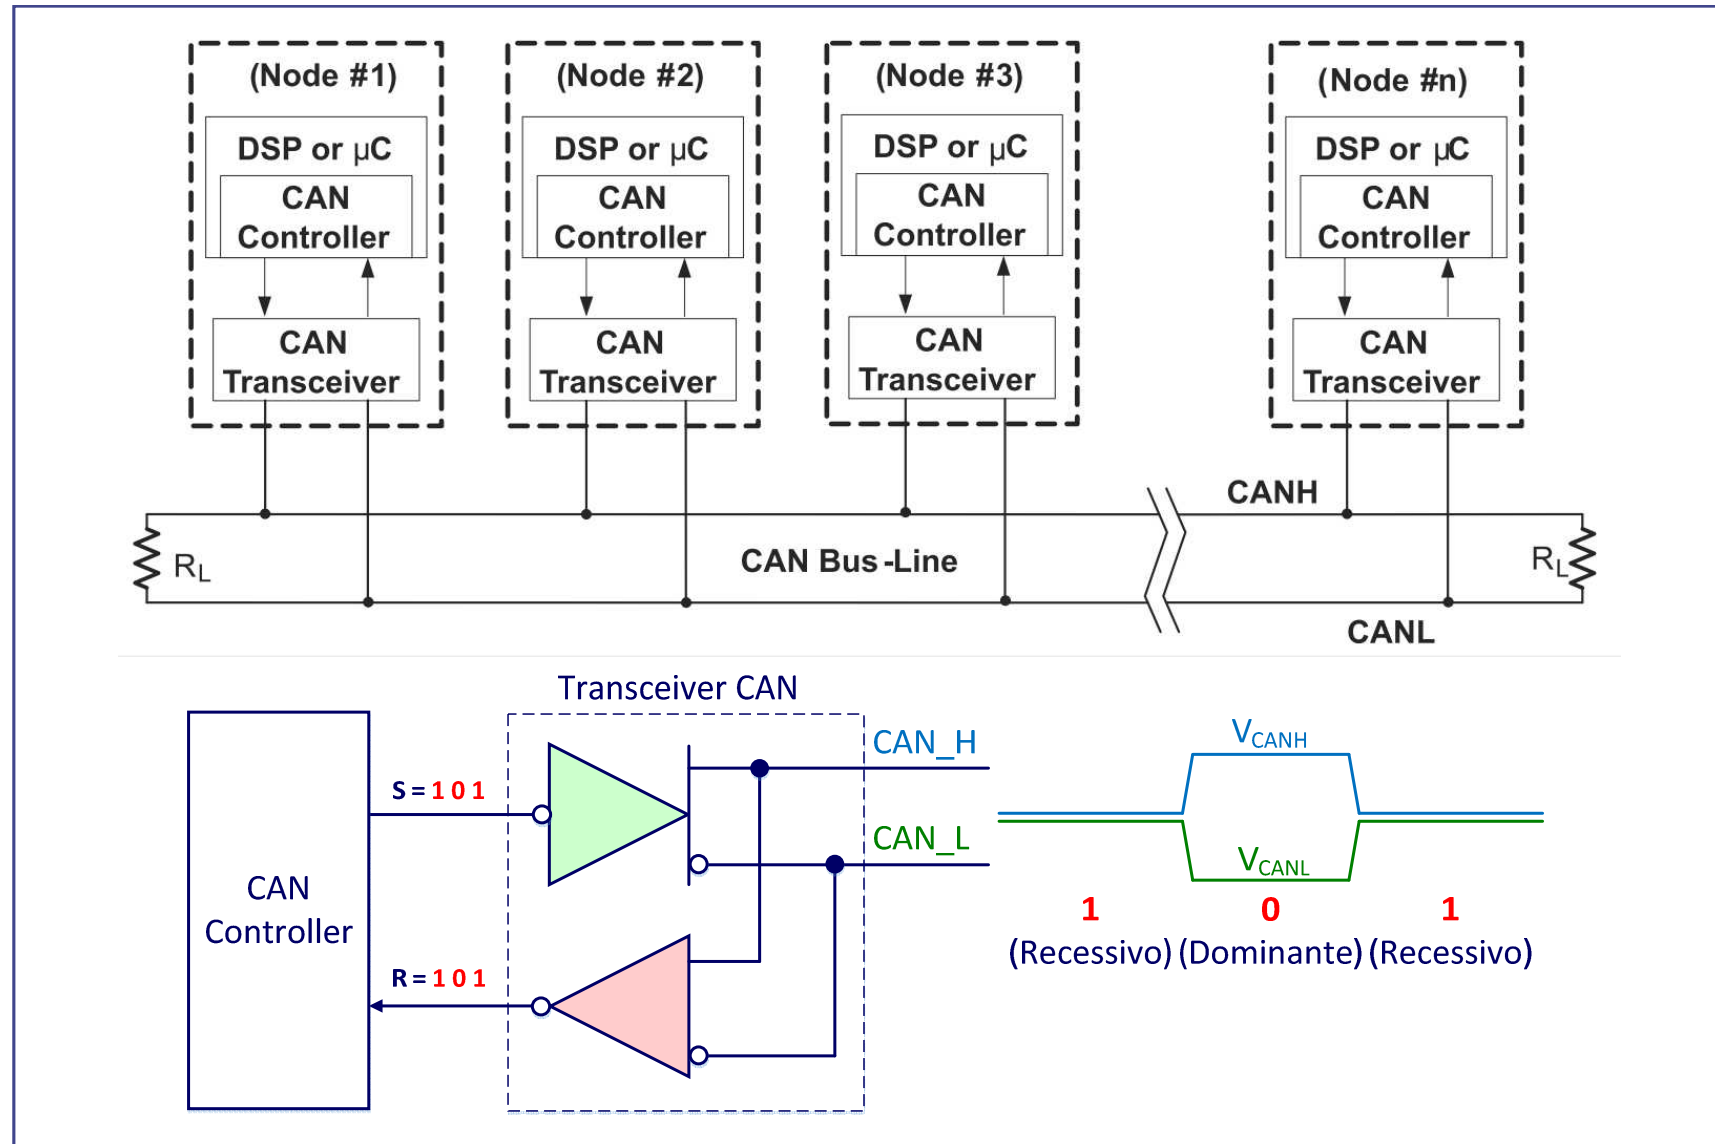 (Node #1)
DSP or µC
CAN
Controller
CAN
Transceiver
(Node #2)
DSP or µC
CAN
Controller
CAN
Transceiver
(Node #3)
DSP or µC
CAN
Controller
CAN
Transceiver
(Node #n)
DSP or µC
CAN
Controller
CAN
Transceiver
CANH
RL
CAN Bus-Line
RL
CANL
Transceiver CAN
CAN
Controller
S = 1 0 1
R = 1 0 1
CAN_H
CAN_L
VCANH
VCANL
1 0 1
(Recessivo) (Dominante) (Recessivo)